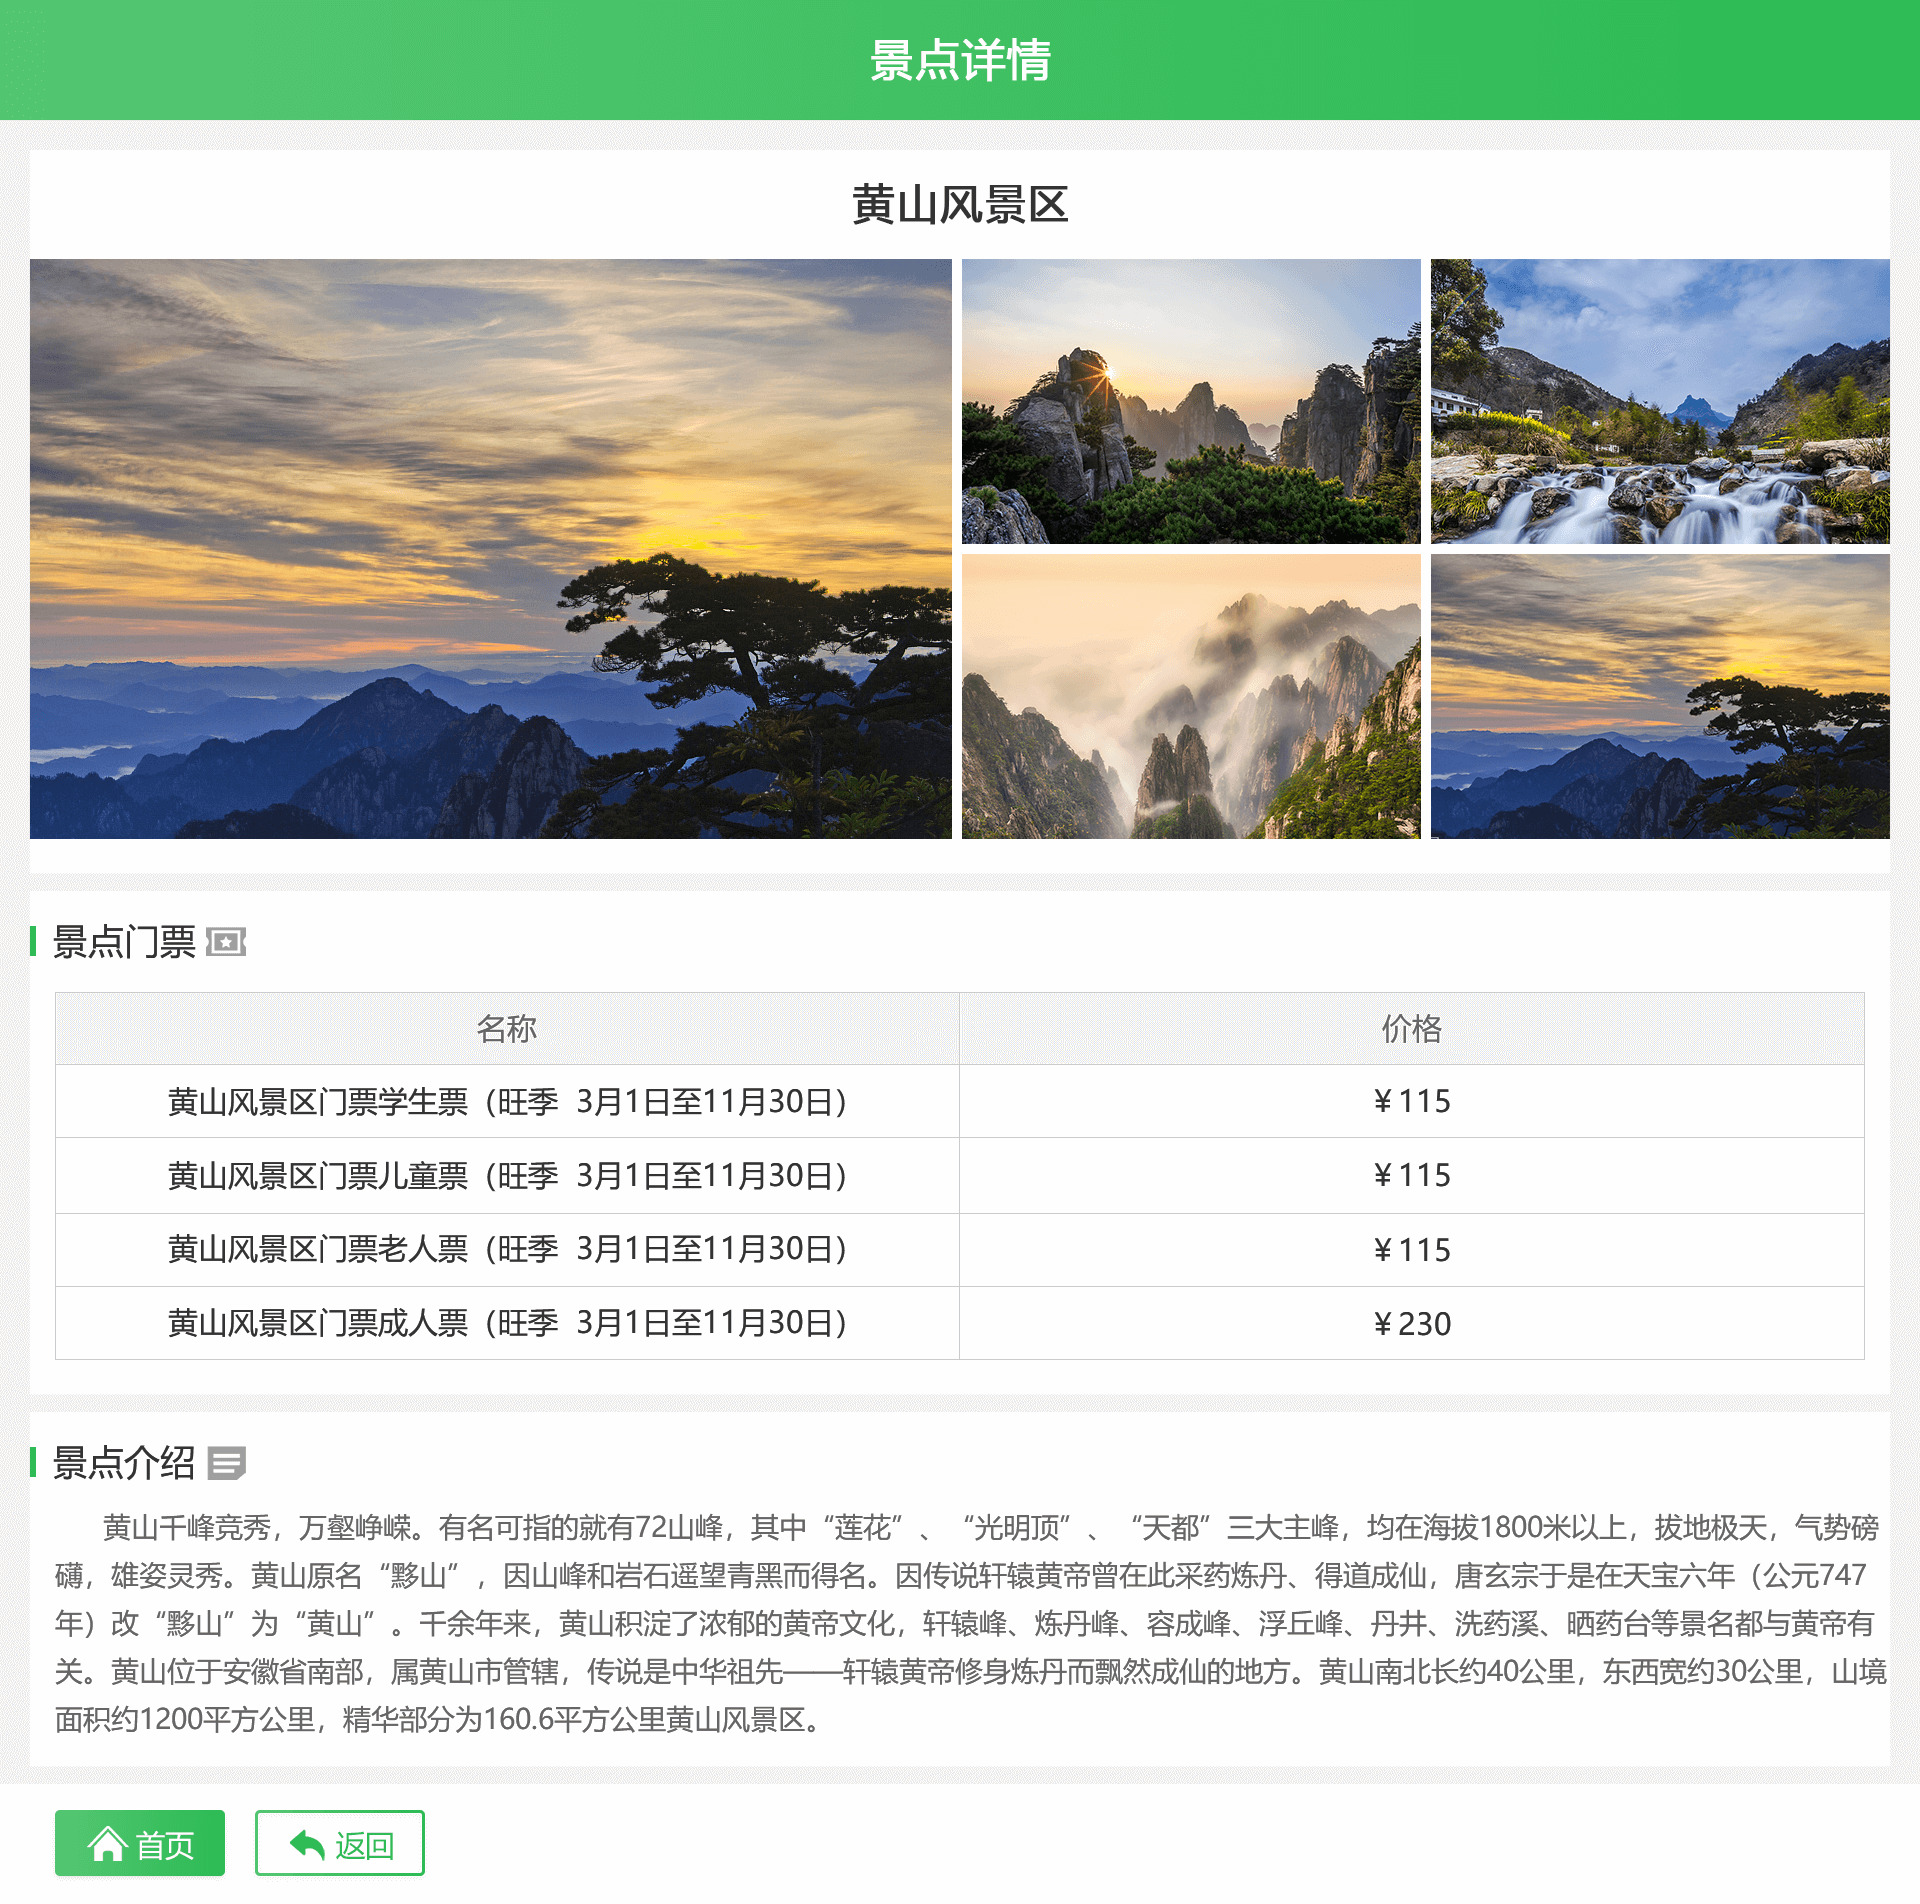 景点详情
黄山风景区
景点门票
名称 价格
黄山风景区门票学生票（旺季 3月1日至11月30日） ¥115
黄山风景区门票儿童票（旺季 3月1日至11月30日） ¥115
黄山风景区门票老人票（旺季 3月1日至11月30日） ¥115
黄山风景区门票成人票（旺季 3月1日至11月30日） ¥230
景点介绍
黄山千峰竞秀，万壑峥嵘。有名可指的就有72山峰，其中“莲花”、“光明顶”、“天都”三大主峰，均在海拔1800米以上，拔地极天，气势磅
礴，雄姿灵秀。黄山原名“黟山”，因山峰和岩石遥望青黑而得名。因传说轩辕黄帝曾在此采药炼丹、得道成仙，唐玄宗于是在天宝六年（公元747
年）改“黟山”为“黄山”。千余年来，黄山积淀了浓郁的黄帝文化，轩辕峰、炼丹峰、容成峰、浮丘峰、丹井、洗药溪、晒药台等景名都与黄帝有
关。黄山位于安徽省南部，属黄山市管辖，传说是中华祖先——轩辕黄帝修身炼丹而飘然成仙的地方。黄山南北长约40公里，东西宽约30公里，山境
面积约1200平方公里，精华部分为160.6平方公里黄山风景区。
首页 返回